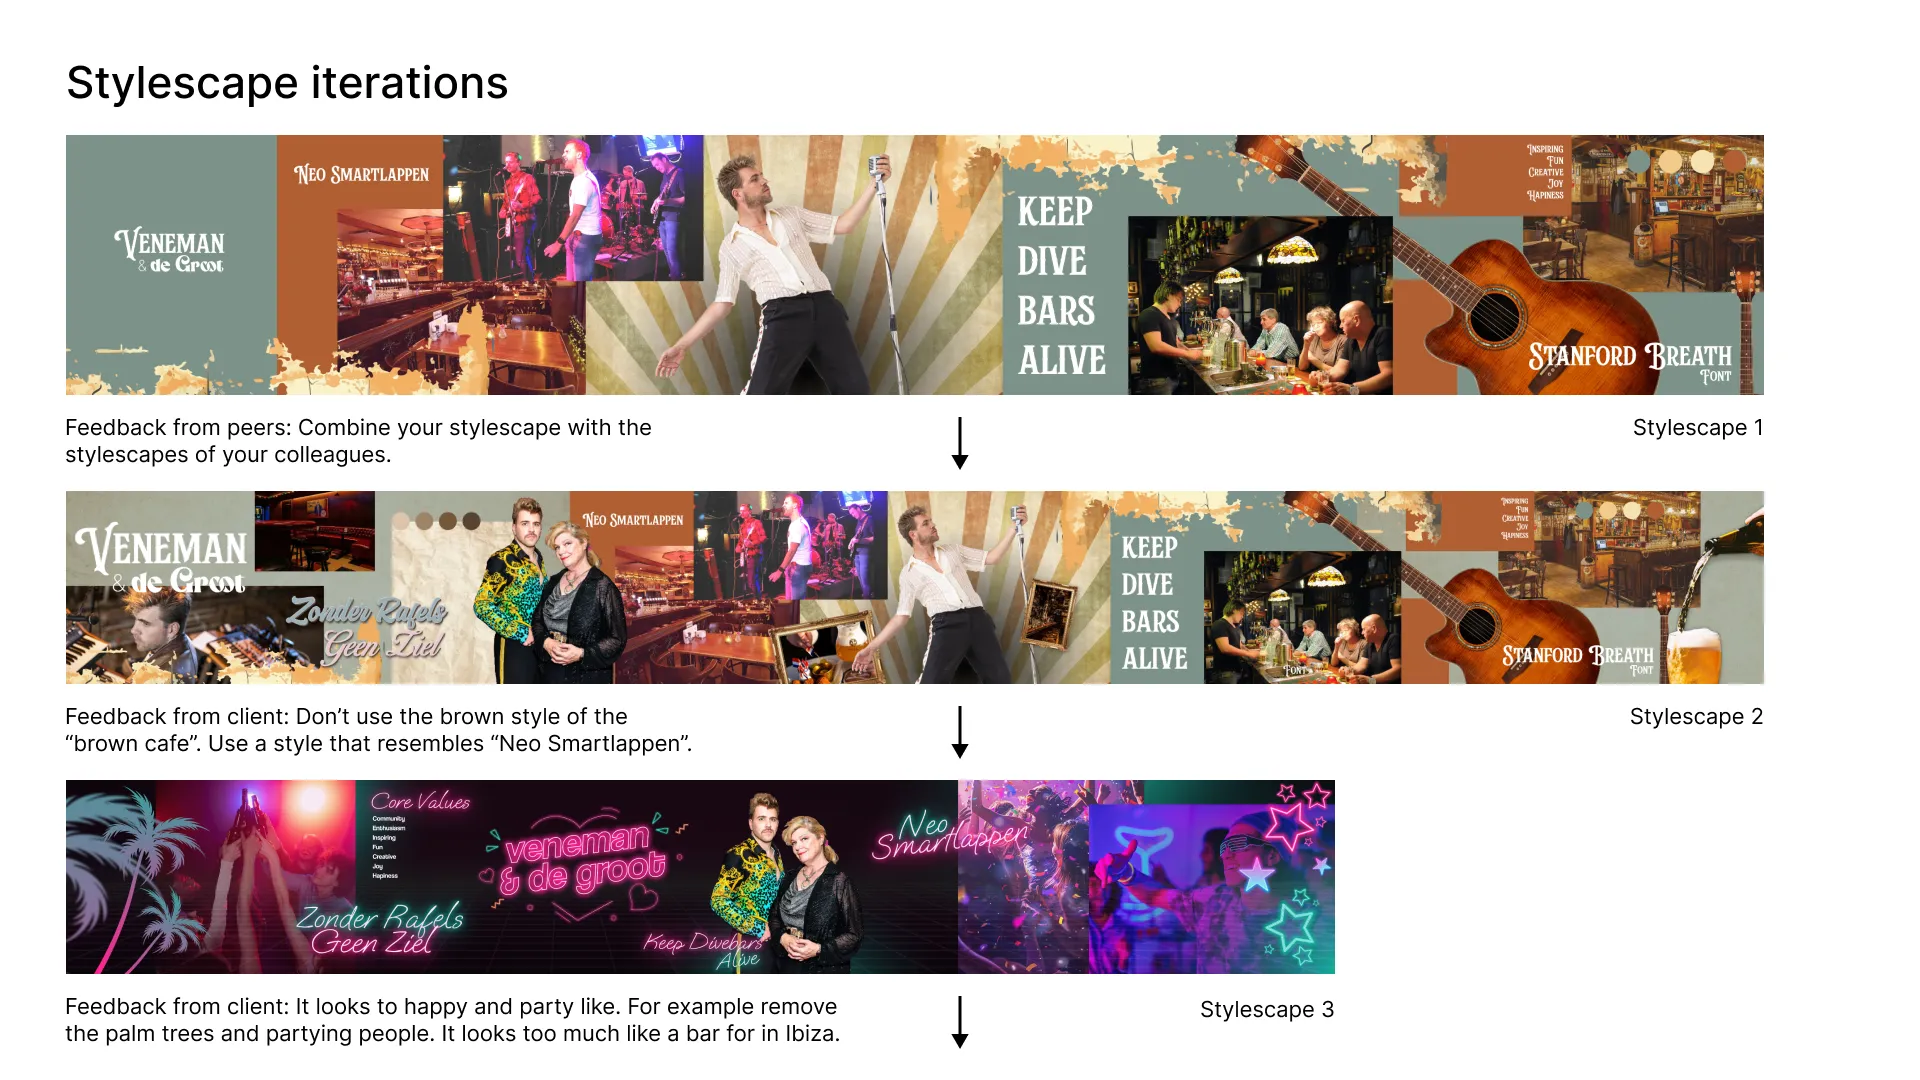 Stylescape iterations
VENEMAN
& de Groot
NEO SMARTLAPPEN
KEEP
DIVE
BARS
ALIVE
INSPIRING
FUN
CREATIVE
JOY
HAPINESS
STANFORD BREATH
FONT
Feedback from peers: Combine your stylescape with the
stylescapes of your colleagues.
Stylescape 1
VENEMAN
& de Groot
Zonder Rafels
Geen Ziel
NEO SMARTLAPPEN
KEEP
DIVE
BARS
ALIVE
FONT
INSPIRING
FUN
CREATIVE
JOY
HAPINESS
STANFORD BREATH
FONT
Feedback from client: Don’t use the brown style of the
“brown cafe”. Use a style that resembles “Neo Smartlappen”.
Stylescape 2
Core Values
Community
Enthusiasm
Inspiring
Fun
Creative
Joy
Hapiness
Zonder Rafels
Geen Ziel
veneman
& de groot
Keep Divebars
Alive
Neo
Smartlappen
Feedback from client: It looks to happy and party like. For example remove
the palm trees and partying people. It looks too much like a bar for in Ibiza.
Stylescape 3